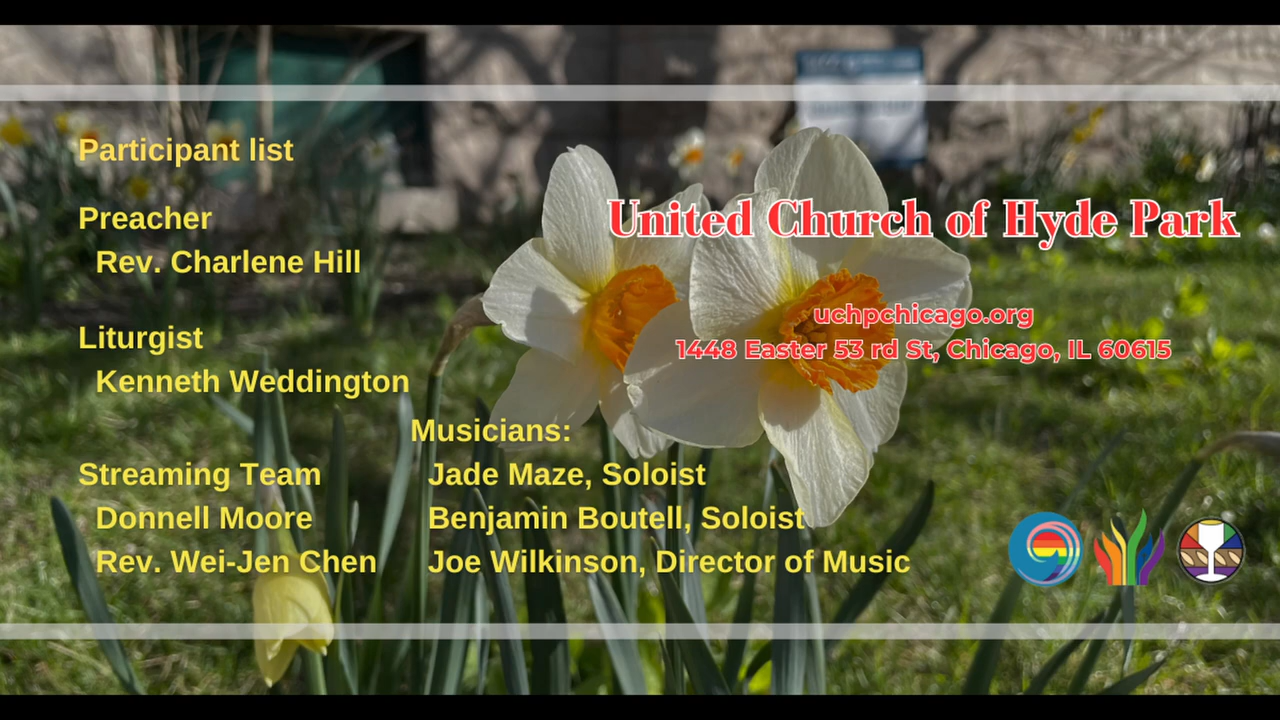 Participant list
Preacher
Rev. Charlene Hill
Liturgist
Kenneth Weddington
Streaming Team
Donnell Moore
Rev. Wei-Jen Chen
Musicians:
Jade Maze, Soloist
Benjamin Boutell, Soloist
Joe Wilkinson, Director of Music
United Church of Hyde Park
uchpchicago.org
1448 Easter 53 rd St, Chicago, IL 60615